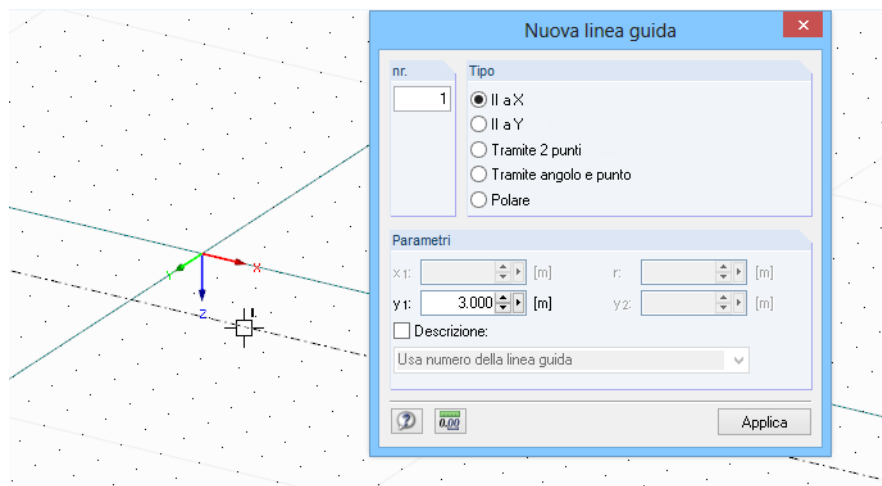 Nuova linea guida
nr.
1
Tipo
II a X
II a Y
Tramite 2 punti
Tramite angolo e punto
Polare
Parametri
x1: [m] r: [m]
y1: 3.000 [m] y2: [m]
Descrizione:
Usa numero della linea guida
0.00
Applica
X
Y
Z